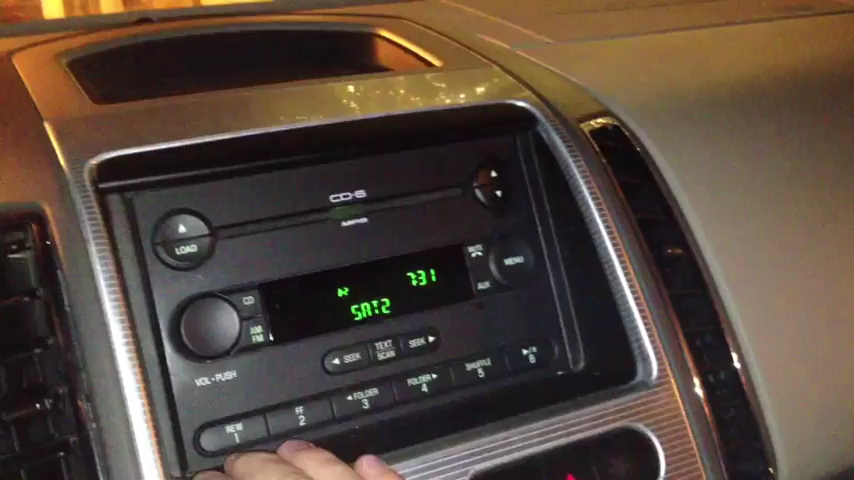 CD-6
LOAD
MUTE
MENU
CD
7:31
AUX
SAT2
AM
FM
SEEK
TEXT
SCAN
SEEK
VOL - PUSH
REW
1
FF
2
FOLDER
3
FOLDER
4
SHUFFLE
5
6